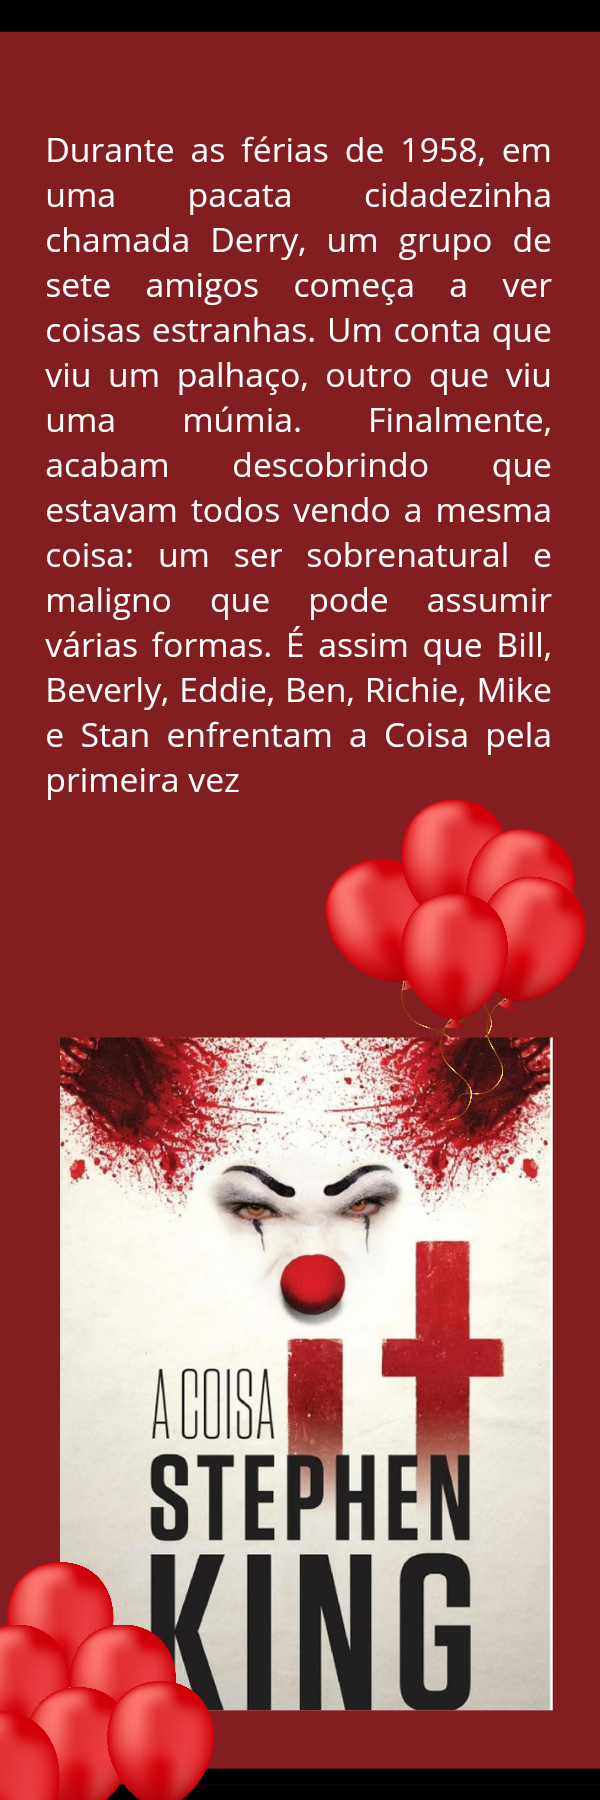 Durante as férias de 1958, em
uma pacata cidadezinha
chamada Derry, um grupo de
sete amigos começa a ver
coisas estranhas. Um conta que
viu um palhaço, outro que viu
uma múmia. Finalmente,
acabam descobrindo que
estavam todos vendo a mesma
coisa: um ser sobrenatural e
maligno que pode assumir
várias formas. É assim que Bill,
Beverly, Eddie, Ben, Richie, Mike
e Stan enfrentam a Coisa pela
primeira vez
it
A COISA
STEPHEN
KING